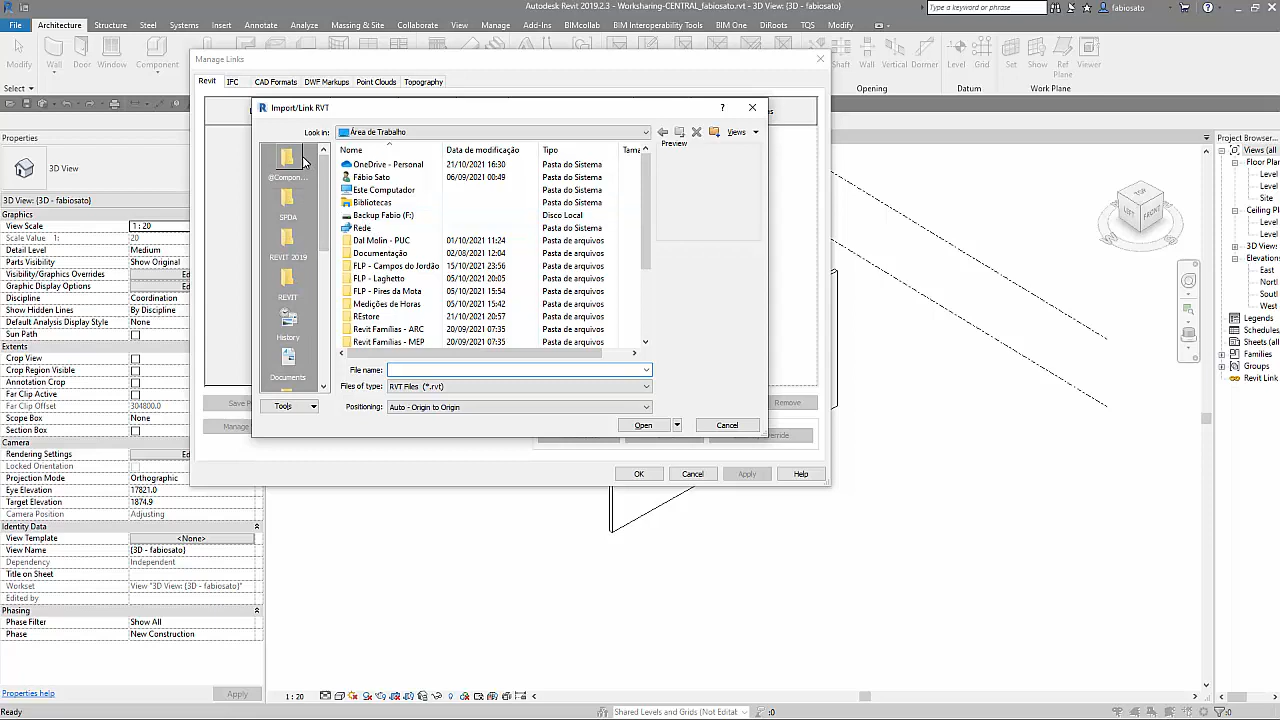 Autodesk Revit 2019.2.3 - Worksharing-CENTRAL_fabiosato.rvt - 3D View: {3D - fabiosato}
Type a keyword or phrase
fabiosato
File Architecture Structure Steel Systems Insert Annotate Analyze Massing & Site Collaborate View Manage Add-Ins BIMcollab BIM Interoperability Tools BIM One DiRoots TQS Modify
Modify Wall Door Window Component
Shaft Wall Vertical Dormer Level Grid Set Show Ref Plane Viewer
Select Opening Datum Work Plane
Manage Links
Revit IFC CAD Formats DWF Markups Point Clouds Topography
Import/Link RVT
Look in: Área de Trabalho Views
Nome Data de modificação Tipo Tama Preview
OneDrive - Personal 21/10/2021 16:30 Pasta do Sistema
Fábio Sato 06/09/2021 00:49 Pasta do Sistema
Este Computador Pasta do Sistema
Bibliotecas Pasta do Sistema
Backup Fabio (F:) Disco Local
Rede Pasta do Sistema
Dal Molin - PUC 01/10/2021 11:24 Pasta de arquivos
Documentação 02/08/2021 12:04 Pasta de arquivos
FLP - Campos do Jordão 15/10/2021 23:56 Pasta de arquivos
FLP - Laghetto 05/10/2021 16:05 Pasta de arquivos
FLP - Pires da Mota 05/10/2021 15:54 Pasta de arquivos
Medições de Horas 05/10/2021 15:42 Pasta de arquivos
REstore 21/10/2021 20:57 Pasta de arquivos
Revit Famílias - ARC 20/09/2021 07:35 Pasta de arquivos
Revit Famílias - MEP 20/09/2021 07:35 Pasta de arquivos
@Compon...
SPDA
REVIT 2019
REVIT
History
Documents
File name:
Files of type: RVT Files (*.rvt)
Tools Positioning: Auto - Origin to Origin
Open Cancel
Save P
Remove
Manage
OK Cancel Apply Help
Properties
3D View
3D View: {3D - fabiosato}
Graphics
View Scale 1 : 20
Scale Value 1: 20
Detail Level Medium
Parts Visibility Show Original
Visibility/Graphics Overrides Ed
Graphic Display Options Ed
Discipline Coordination
Show Hidden Lines By Discipline
Default Analysis Display Style None
Sun Path
Extents
Crop View
Crop Region Visible
Annotation Crop
Far Clip Active
Far Clip Offset 304800.0
Scope Box None
Section Box
Camera
Rendering Settings Ed
Locked Orientation
Projection Mode Orthographic
Eye Elevation 17821.0
Target Elevation 1874.9
Camera Position Adjusting
Identity Data
View Template <None>
View Name {3D - fabiosato}
Dependency Independent
Title on Sheet
Workset View "3D View: {3D - fabiosato}"
Edited by
Phasing
Phase Filter Show All
Phase New Construction
Properties help Apply
TOP
LEFT FRONT
Project Browser
Views (all
Floor Plan
Level
Level
Site
Ceiling P
Level
Level
3D Views
Elevation
East
Nort
Sout
West
Legends
Schedules
Sheets (al
Families
Groups
Revit Link
1 : 20
Ready
Shared Levels and Grids (Not Editat :0 :0